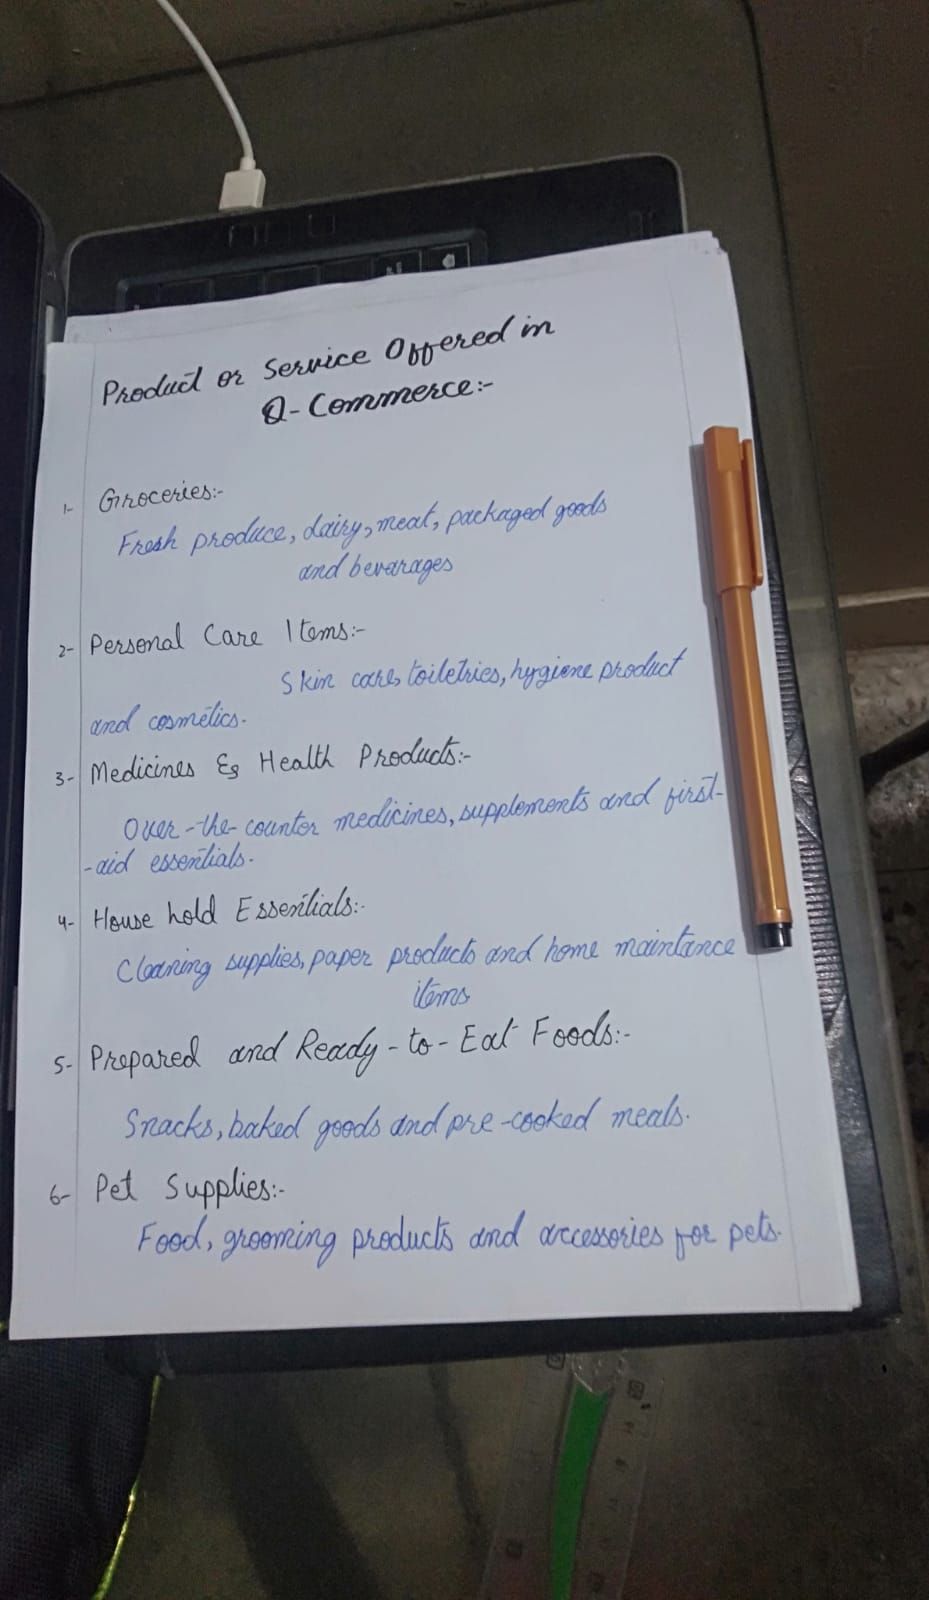 Product or Service Offered in
Q-Commerce:-
1- Groceries:-
Fresh produce, dairy, meat, packaged goods
and bevarages
2- Personal Care Items:-
Skin care, toiletries, hygiene product
and cosmetics.
3- Medicines & Health Products:-
Over-the-counter medicines, supplements and first-
-aid essentials.
4- House hold Essentials:-
Cleaning supplies, paper products and home maintance
items
5- Prepared and Ready-to-Eat Foods:-
Snacks, baked goods and pre-cooked meals.
6- Pet Supplies:-
Food, grooming products and accessories for pets.